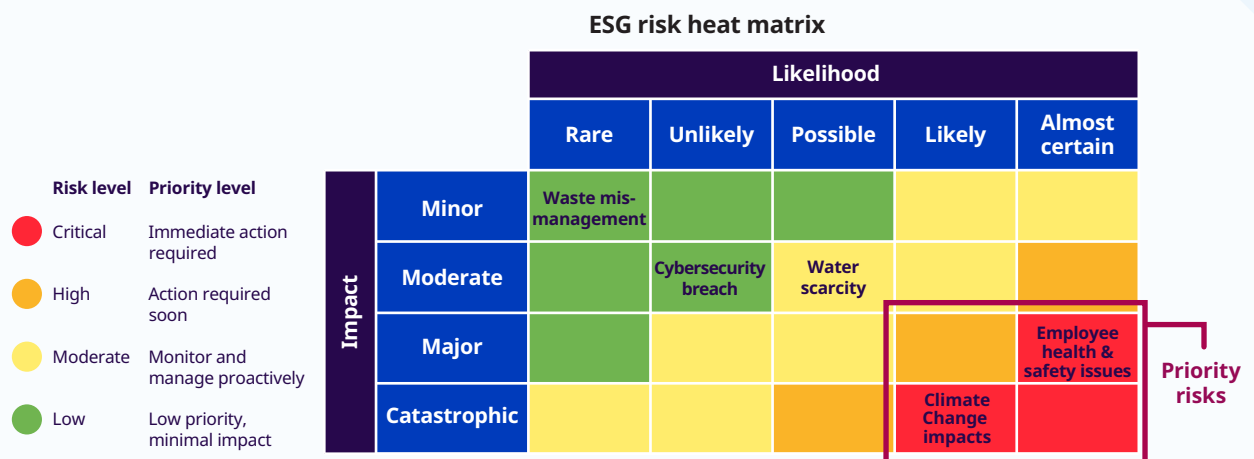 ESG risk heat matrix
Likelihood
Rare
Unlikely
Possible
Likely
Almost
certain
Risk level
Priority level
Critical
Immediate action
required
High
Action required
soon
Moderate
Monitor and
manage proactively
Low
Low priority,
minimal impact
Impact
Minor
Waste mis-
management
Moderate
Cybersecurity
breach
Water
scarcity
Major
Employee
health &
safety issues
Catastrophic
Climate
Change
impacts
Priority
risks